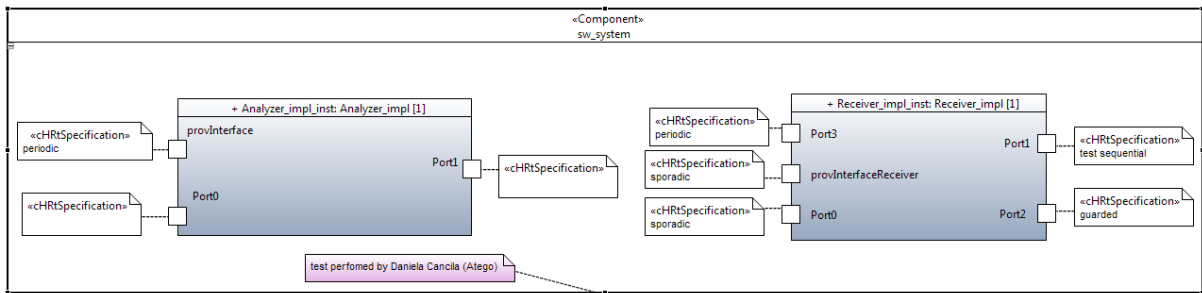 «Component»
sw_system
+ Analyzer_impl_inst: Analyzer_impl [1]
«cHRtSpecification»
periodic
provInterface
Port1
«cHRtSpecification»
«cHRtSpecification»
Port0
+ Receiver_impl_inst: Receiver_impl [1]
«cHRtSpecification»
periodic
Port3
Port1
«cHRtSpecification»
test sequential
«cHRtSpecification»
sporadic
provInterfaceReceiver
«cHRtSpecification»
sporadic
Port0
Port2
«cHRtSpecification»
guarded
test perfomed by Daniela Cancila (Atego)